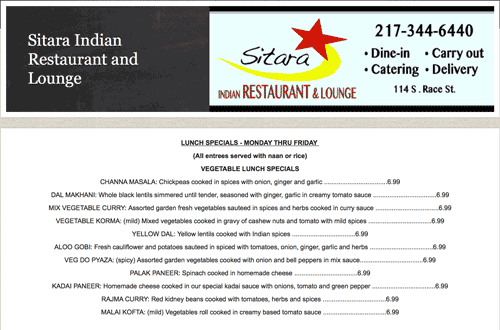 Sitara Indian
Restaurant and
Lounge
Sitara
INDIAN RESTAURANT & LOUNGE
217-344-6440
• Dine-in • Carry out
• Catering • Delivery
114 S . Race St.
LUNCH SPECIALS - MONDAY THRU FRIDAY
(All entrees served with naan or rice)
VEGETABLE LUNCH SPECIALS
CHANNA MASALA: Chickpeas cooked in spices with onion, ginger and garlic ..................................6.99
DAL MAKHANI: Whole black lentils simmered until tender, seasoned with ginger, garlic in creamy tomato sauce ..................................6.99
MIX VEGETABLE CURRY: Assorted garden fresh vegetables sauteed in spices and herbs cooked in curry sauce ..................................6.99
VEGETABLE KORMA: (mild) Mixed vegetables cooked in gravy of cashew nuts and tomato with mild spices ..................................6.99
YELLOW DAL: Yellow lentils cooked with Indian spices ..................................6.99
ALOO GOBI: Fresh cauliflower and potatoes sauteed in spiced with tomatoes, onion, ginger, garlic and herbs ..................................6.99
VEG DO PYAZA: (spicy) Assorted garden vegetables cooked with onion and bell peppers in mix sauce..................................6.99
PALAK PANEER: Spinach cooked in homemade cheese ..................................6.99
KADAI PANEER: Homemade cheese cooked in our special kadai sauce with onions, tomato and green pepper ..................................6.99
RAJMA CURRY: Red kidney beans cooked with tomatoes, herbs and spices ..................................6.99
MALAI KOFTA: (mild) Vegetables roll cooked in creamy based tomato sauce ..................................6.99